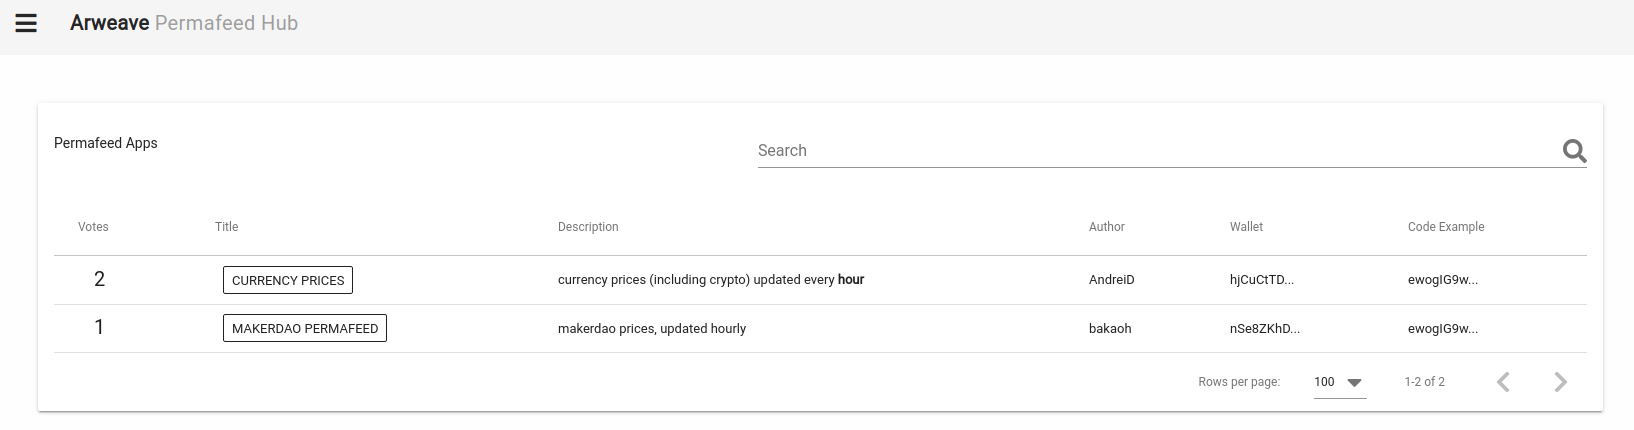 Arweave Permafeed Hub
Permafeed Apps
Search
Votes Title Description Author Wallet Code Example
2 CURRENCY PRICES currency prices (including crypto) updated every hour AndreiD hjCuCtTD... ewogIG9w...
1 MAKERDAO PERMAFEED makerdao prices, updated hourly bakaoh nSe8ZKhD... ewogIG9w...
Rows per page: 100 1-2 of 2